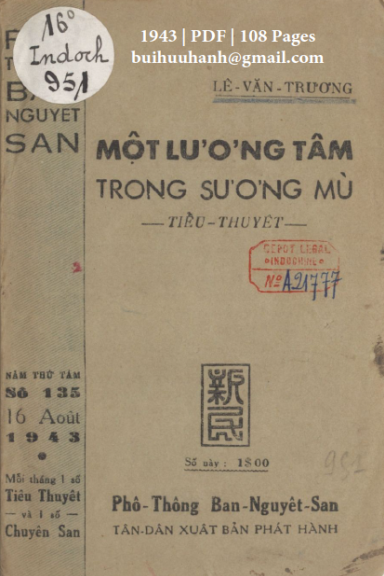 1943 | PDF | 108 Pages
buihuuhanh@gmail.com
16°
Indoch
951
BÁN
NGUYỆT
SAN
LÊ-VĂN-TRƯƠNG
MỘT LƯƠNG TÂM
TRONG SƯƠNG MÙ
— TIỂU-THUYẾT —
DEPOT LEGAL
INDOCHINE
Nº A21777
NĂM THỨ TÁM
Số 135
16 Août
1943
Mỗi tháng 1 số
Tiểu Thuyết
— và 1 số —
Chuyên San
新民
Số này : 1$00
951
Phổ-Thông Bán-Nguyệt-San
TÂN-DÂN XUẤT BẢN PHÁT HÀNH